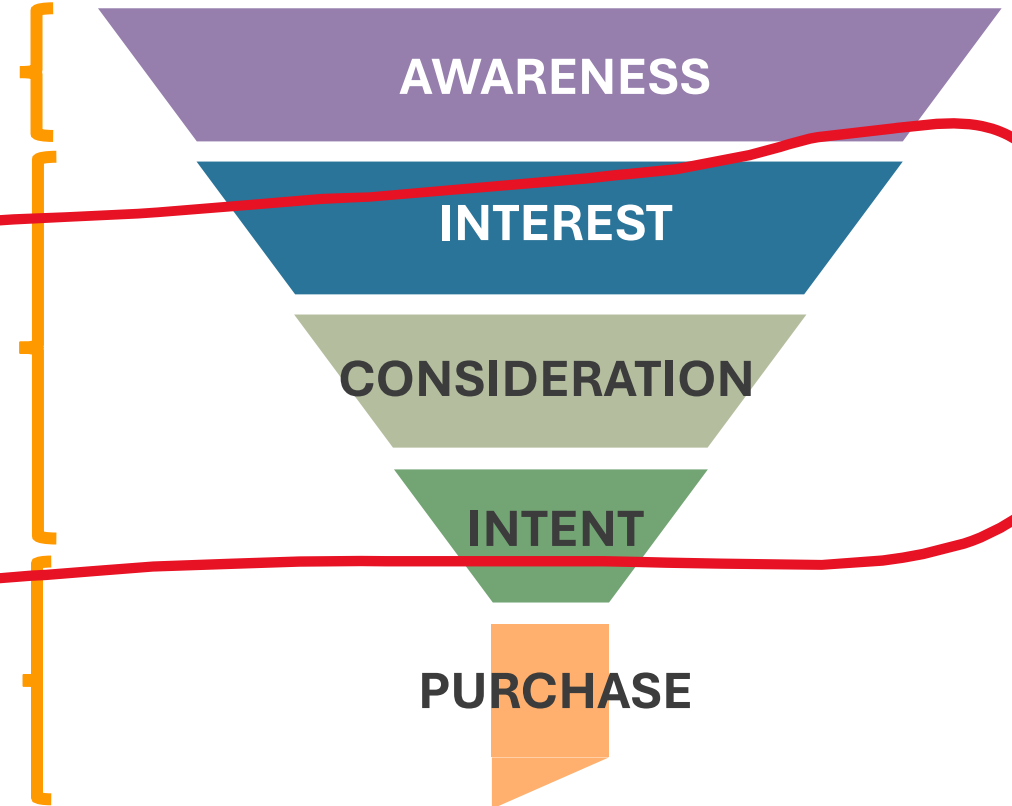 AWARENESS
INTEREST
CONSIDERATION
INTENT
PURCHASE